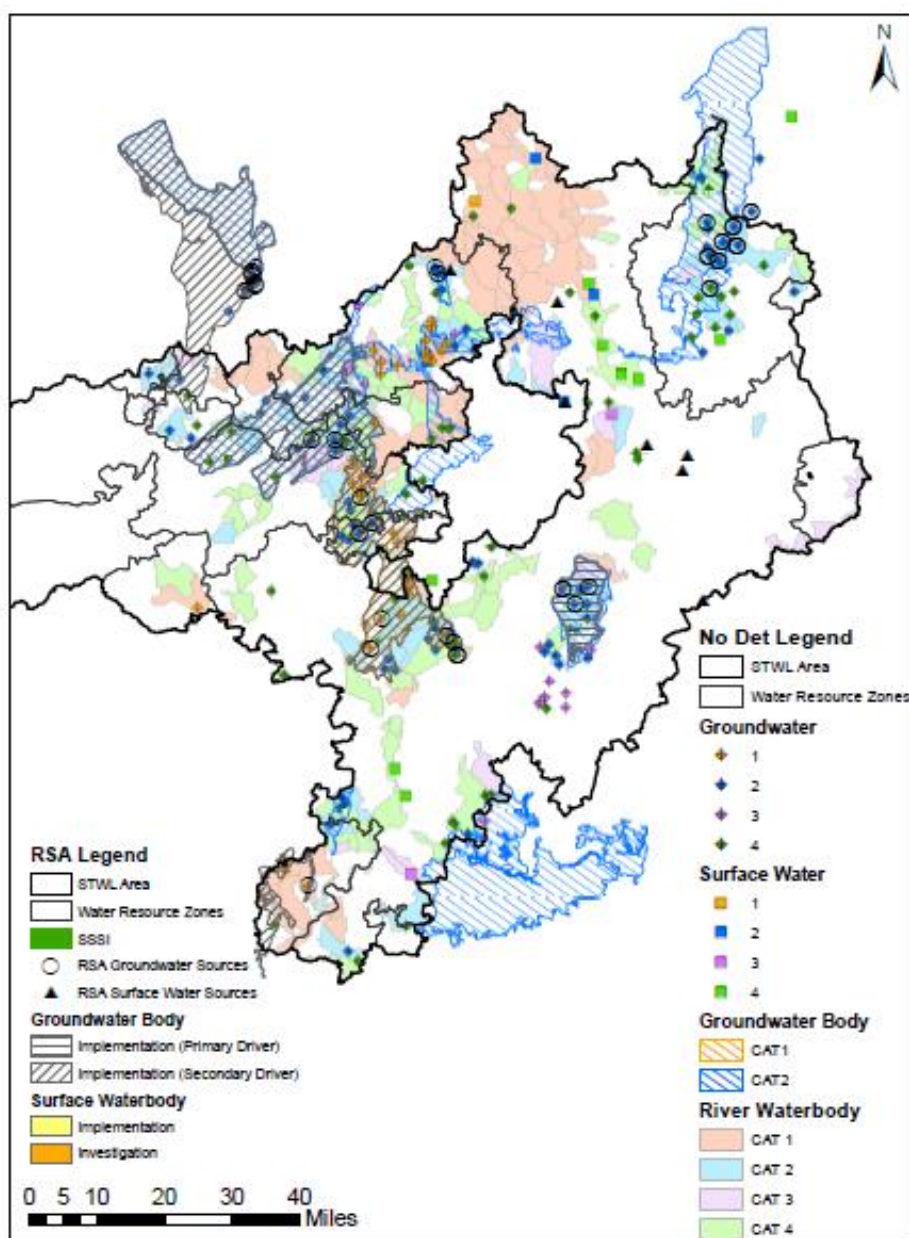 N
No Det Legend
STWL Area
Water Resource Zones
Groundwater
1
2
3
4
Surface Water
1
2
3
4
Groundwater Body
CAT1
CAT2
River Waterbody
CAT 1
CAT 2
CAT 3
CAT 4
RSA Legend
STWL Area
Water Resource Zones
SSSI
RSA Groundwater Sources
RSA Surface Water Sources
Groundwater Body
Implementation (Primary Driver)
Implementation (Secondary Driver)
Surface Waterbody
Implementation
Investigation
0 5 10 20 30 40
Miles